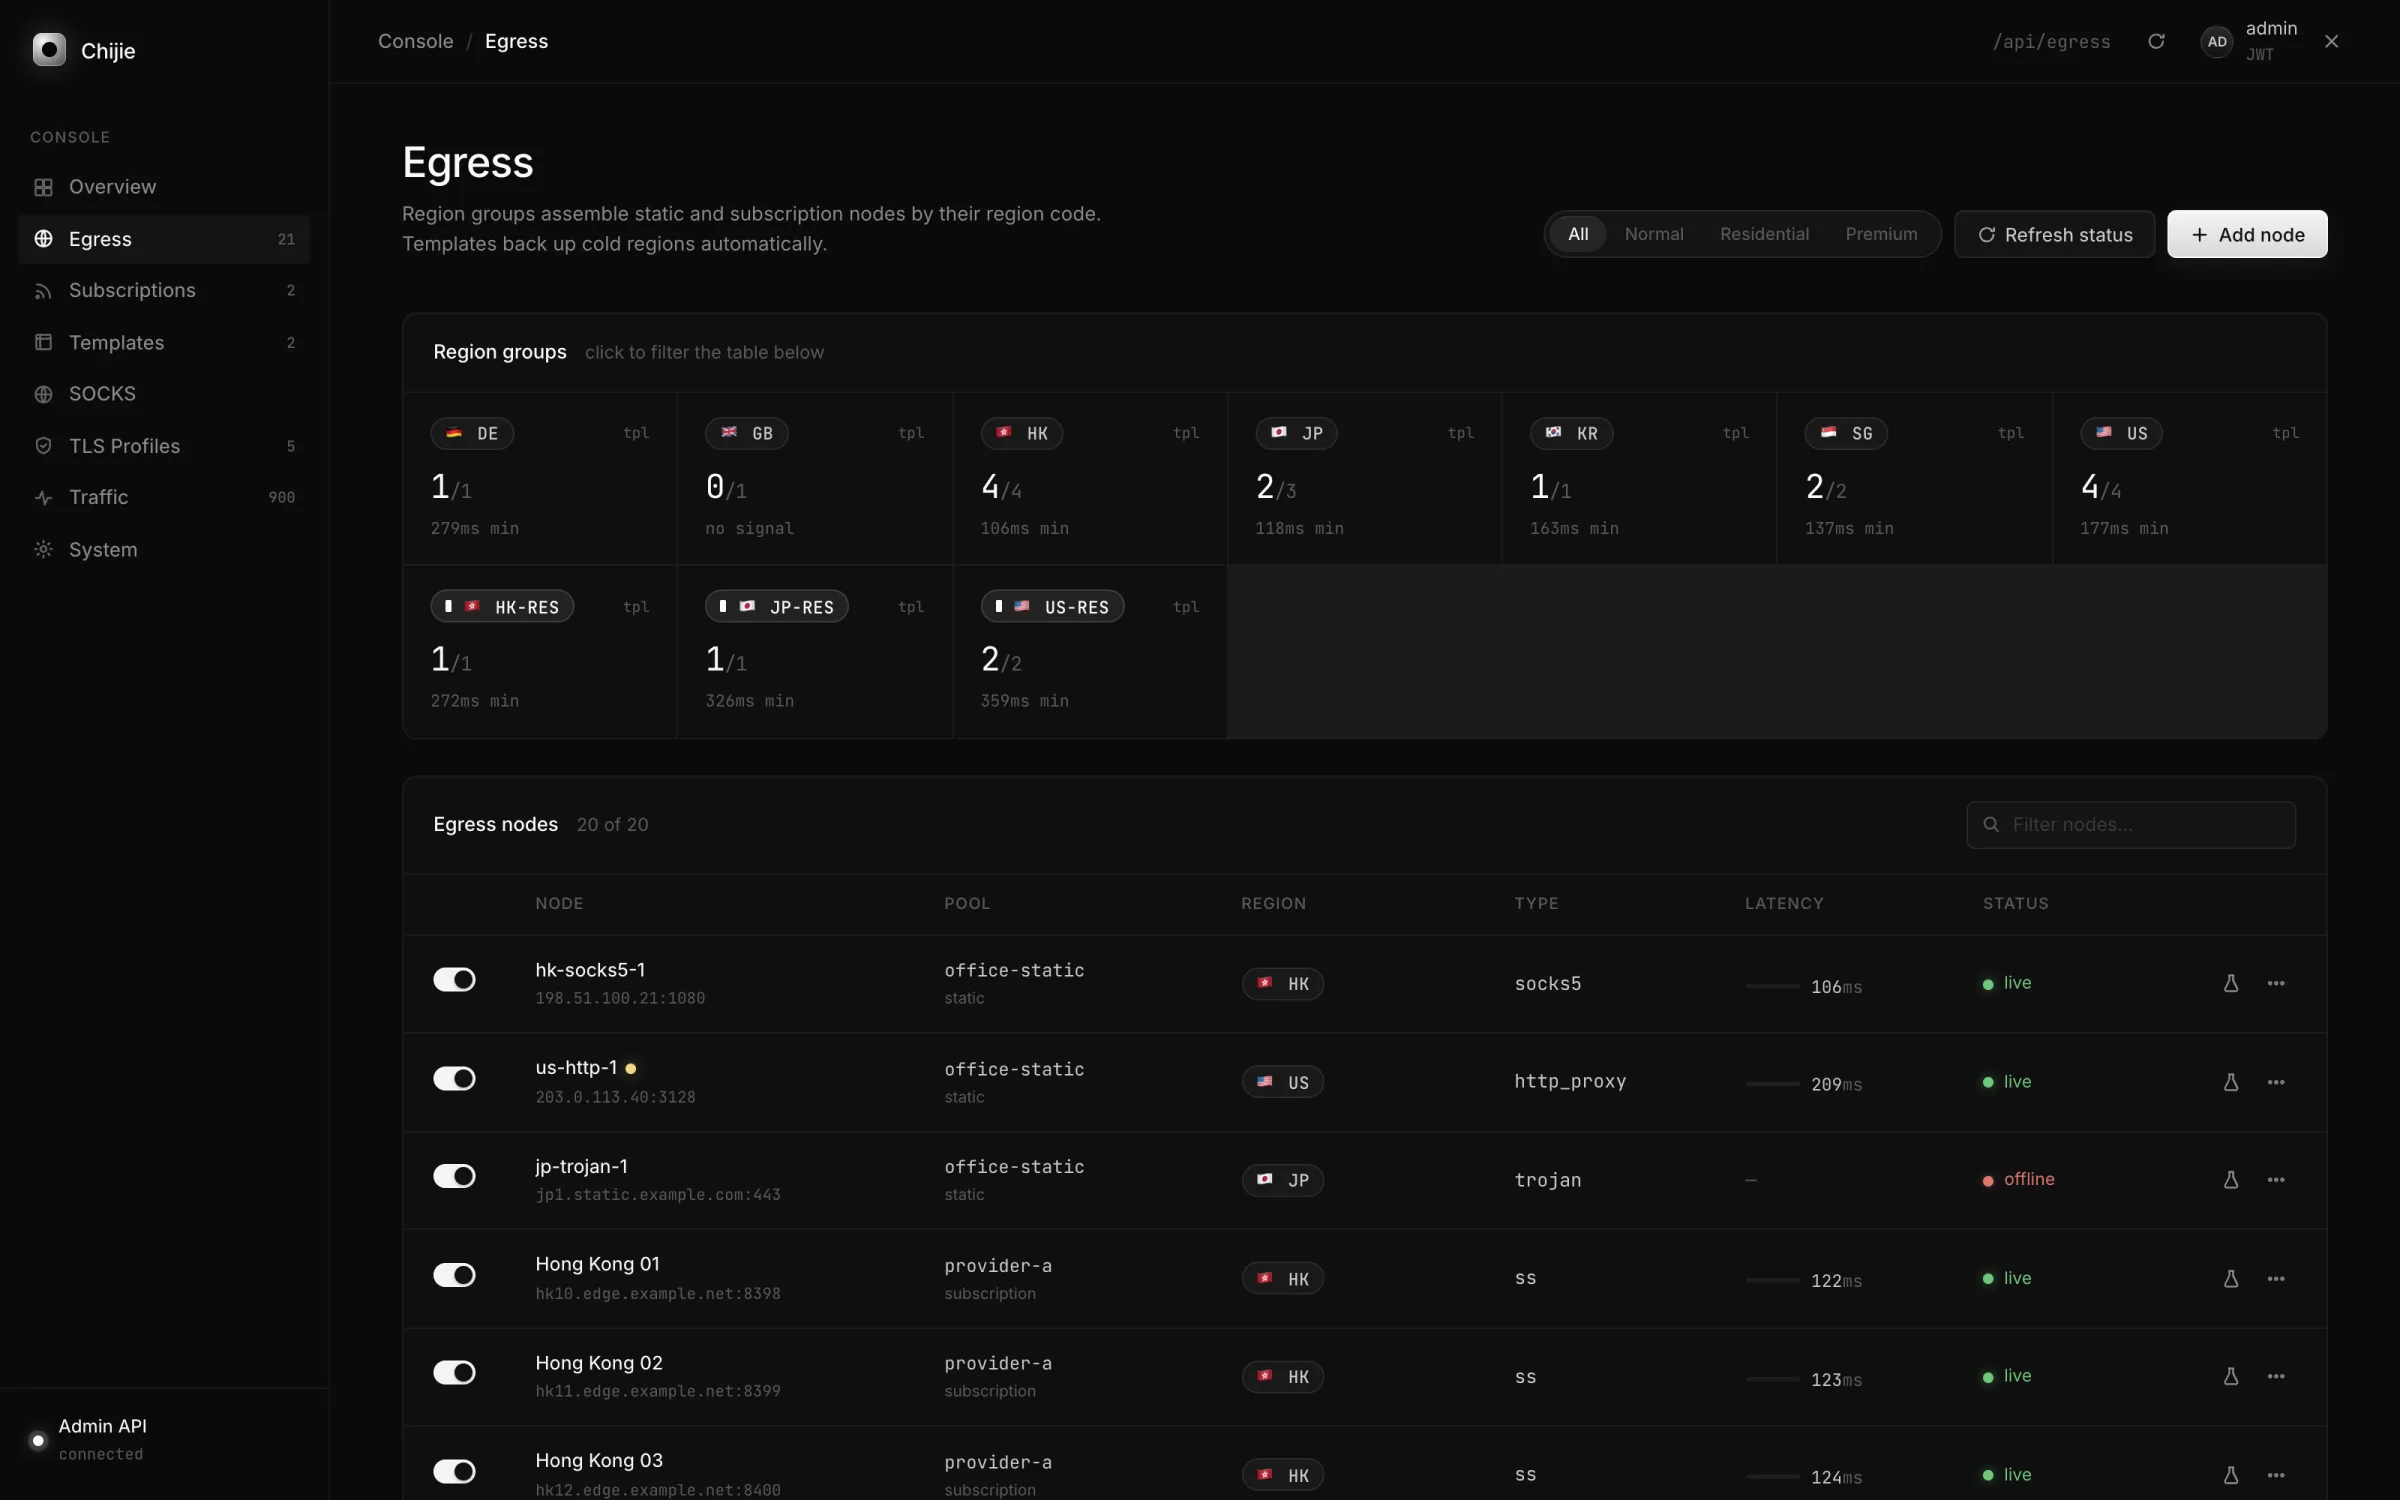 Chijie
Console / Egress
/api/egress
AD
admin
JWT
CONSOLE
Overview
Egress 21
Subscriptions 2
Templates 2
SOCKS
TLS Profiles 5
Traffic 900
System
Admin API
connected
Egress
Region groups assemble static and subscription nodes by their region code.
Templates back up cold regions automatically.
All Normal Residential Premium
Refresh status
+ Add node
Region groups click to filter the table below
DE tpl
1/1
279ms min
GB tpl
0/1
no signal
HK tpl
4/4
106ms min
JP tpl
2/3
118ms min
KR tpl
1/1
163ms min
SG tpl
2/2
137ms min
US tpl
4/4
177ms min
HK-RES tpl
1/1
272ms min
JP-RES tpl
1/1
326ms min
US-RES tpl
2/2
359ms min
Egress nodes 20 of 20
Filter nodes...
NODE POOL REGION TYPE LATENCY STATUS
hk-socks5-1 office-static HK socks5 106ms live
198.51.100.21:1080 static
us-http-1 office-static US http_proxy 209ms live
203.0.113.40:3128 static
jp-trojan-1 office-static JP trojan — offline
jp1.static.example.com:443 static
Hong Kong 01 provider-a HK ss 122ms live
hk10.edge.example.net:8398 subscription
Hong Kong 02 provider-a HK ss 123ms live
hk11.edge.example.net:8399 subscription
Hong Kong 03 provider-a HK ss 124ms live
hk12.edge.example.net:8400 subscription